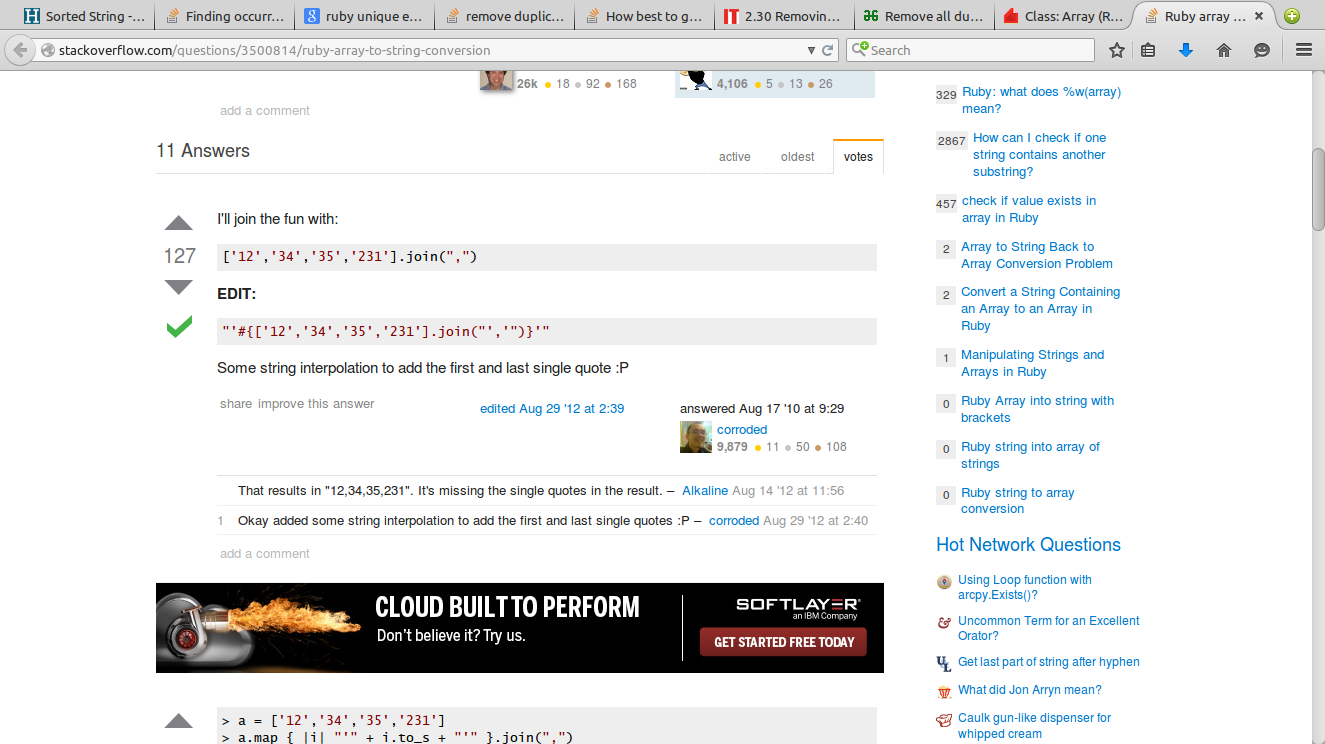 Sorted String -...
Finding occurr...
ruby unique e...
remove duplic...
How best to g...
2.30 Removin...
Remove all du...
Class: Array (R...
Ruby array ...
stackoverflow.com/questions/3500814/ruby-array-to-string-conversion
Search
26k 18 92 168
4,106 5 13 26
add a comment
11 Answers
active oldest votes
127
I'll join the fun with:
['12','34','35','231'].join(",")
EDIT:
"'#{['12','34','35','231'].join("','")}'"
Some string interpolation to add the first and last single quote :P
share improve this answer
edited Aug 29 '12 at 2:39
answered Aug 17 '10 at 9:29
corroded
9,879 11 50 108
That results in "12,34,35,231". It's missing the single quotes in the result. – Alkaline Aug 14 '12 at 11:56
1 Okay added some string interpolation to add the first and last single quotes :P – corroded Aug 29 '12 at 2:40
add a comment
CLOUD BUILT TO PERFORM
Don't believe it? Try us.
SOFTLAYER®
an IBM Company
GET STARTED FREE TODAY
> a = ['12','34','35','231']
> a.map { |i| "'" + i.to_s + "'" }.join(",")
329 Ruby: what does %w(array)
mean?
2867 How can I check if one
string contains another
substring?
457 check if value exists in
array in Ruby
2 Array to String Back to
Array Conversion Problem
2 Convert a String Containing
an Array to an Array in
Ruby
1 Manipulating Strings and
Arrays in Ruby
0 Ruby Array into string with
brackets
0 Ruby string into array of
strings
0 Ruby string to array
conversion
Hot Network Questions
Using Loop function with
arcpy.Exists()?
Uncommon Term for an Excellent
Orator?
Get last part of string after hyphen
What did Jon Arryn mean?
Caulk gun-like dispenser for
whipped cream